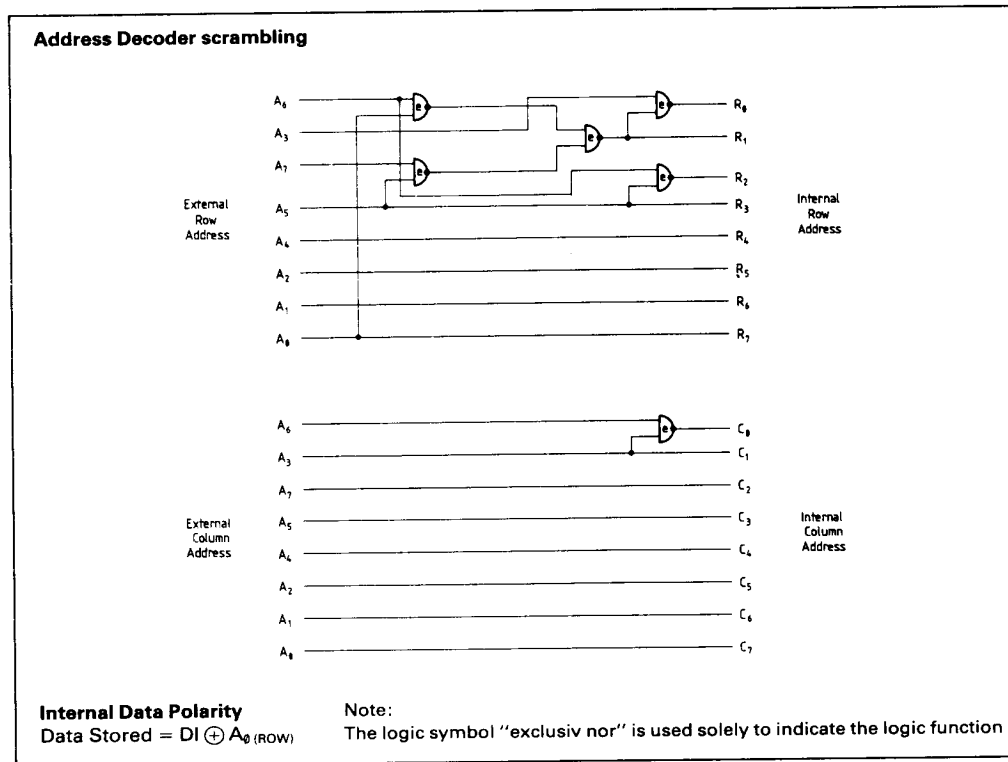 Address Decoder scrambling
A₆
A₃
A₇
A₅
A₄
A₂
A₁
A₀
e
e
e
e
e
R₀
R₁
R₂
R₃
R₄
R₅
R₆
R₇
External
Row
Address
Internal
Row
Address
A₆
A₃
A₇
A₅
A₄
A₂
A₁
A₀
e
C₀
C₁
C₂
C₃
C₄
C₅
C₆
C₇
External
Column
Address
Internal
Column
Address
Internal Data Polarity
Data Stored = DI ⊕ A₀ (ROW)
Note:
The logic symbol "exclusiv nor" is used solely to indicate the logic function